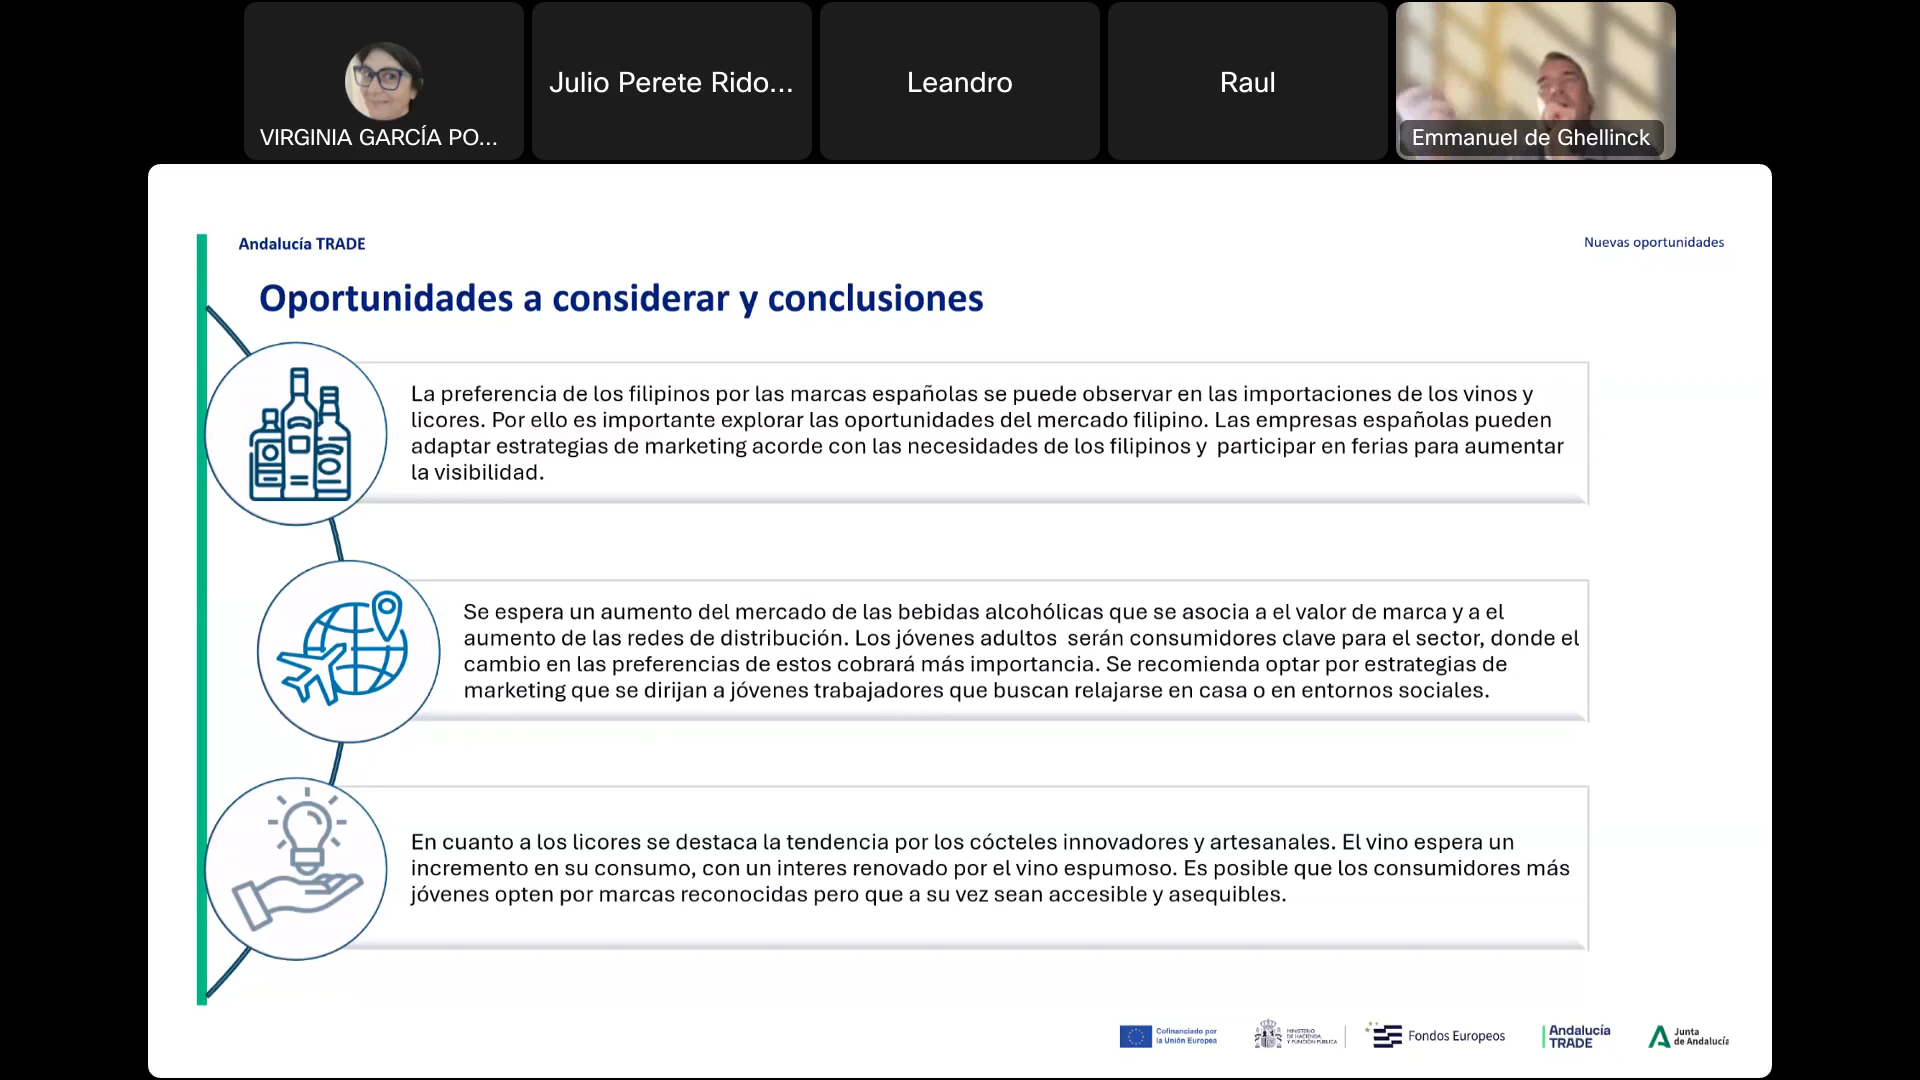 VIRGINIA GARCÍA PO...
Julio Perete Rido...
Leandro
Raul
Emmanuel de Ghellinck
Andalucía TRADE
Nuevas oportunidades
Oportunidades a considerar y conclusiones
La preferencia de los filipinos por las marcas españolas se puede observar en las importaciones de los vinos y
licores. Por ello es importante explorar las oportunidades del mercado filipino. Las empresas españolas pueden
adaptar estrategias de marketing acorde con las necesidades de los filipinos y  participar en ferias para aumentar
la visibilidad.
Se espera un aumento del mercado de las bebidas alcohólicas que se asocia a el valor de marca y a el
aumento de las redes de distribución. Los jóvenes adultos  serán consumidores clave para el sector, donde el
cambio en las preferencias de estos cobrará más importancia. Se recomienda optar por estrategias de
marketing que se dirijan a jóvenes trabajadores que buscan relajarse en casa o en entornos sociales.
En cuanto a los licores se destaca la tendencia por los cócteles innovadores y artesanales. El vino espera un
incremento en su consumo, con un interes renovado por el vino espumoso. Es posible que los consumidores más
jóvenes opten por marcas reconocidas pero que a su vez sean accesible y asequibles.
Cofinanciado por
la Unión Europea
MINISTERIO
DE HACIENDA
Y FUNCIÓN PÚBLICA
Fondos Europeos
Andalucía
TRADE
Junta
de Andalucía